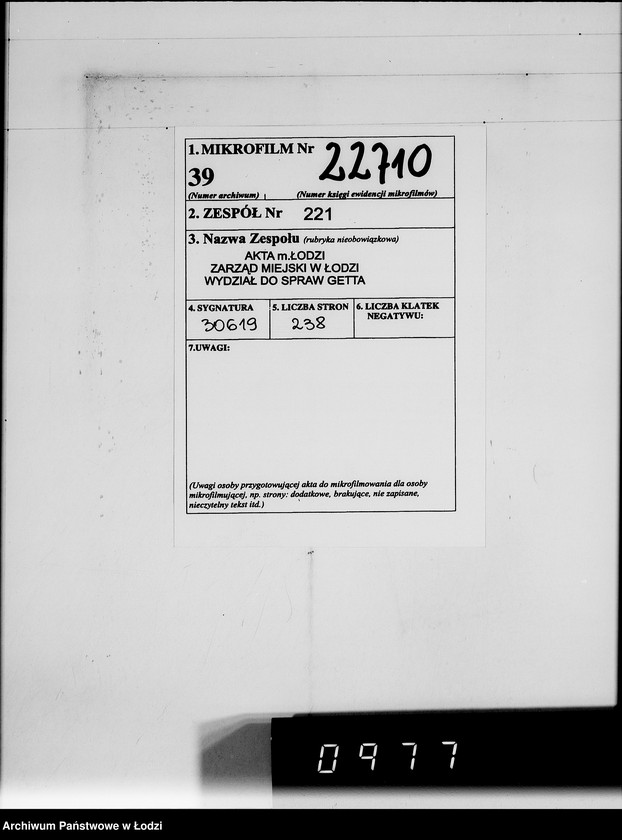 1. MIKROFILM Nr 22710
39
(Numer archiwum) (Numer księgi ewidencji mikrofilmów)
2. ZESPÓŁ Nr 221
3. Nazwa Zespołu (rubryka nieobowiązkowa)
AKTA m.ŁODZI
ZARZĄD MIEJSKI W ŁODZI
WYDZIAŁ DO SPRAW GETTA
4. SYGNATURA
30619
5. LICZBA STRON
238
6. LICZBA KLATEK
NEGATYWU:
7.UWAGI:
(Uwagi osoby przygotowującej akta do mikrofilmowania dla osoby
mikrofilmującej, np. strony: dodatkowe, brakujące, nie zapisane,
nieczytelny tekst itd.)
0977
Archiwum Państwowe w Łodzi